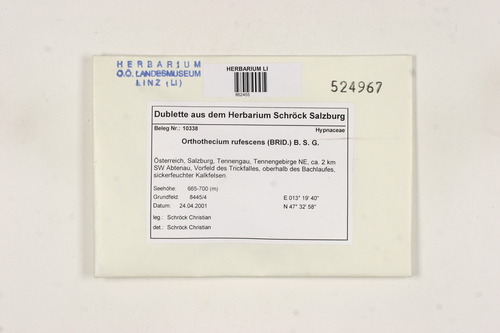 HERBARIUM
O.Ö. LANDESMUSEUM
LINZ (LI)
HERBARIUM LI
524967
Dublette aus dem Herbarium Schröck Salzburg
Beleg Nr.: 10338 Hypnaceae
Orthothecium rufescens (BRID.) B. S. G.
Österreich, Salzburg, Tennengau, Tennengebirge NE, ca. 2 km
SW Abtenau, Vorfeld des Trickfalles, oberhalb des Bachlaufes,
sickerfeuchter Kalkfelsen.
Seehöhe: 665-700 (m)
Grundfeld: 8445/4 E 013° 19' 40"
Datum: 24.04.2001 N 47° 32' 58"
leg.: Schröck Christian
det.: Schröck Christian